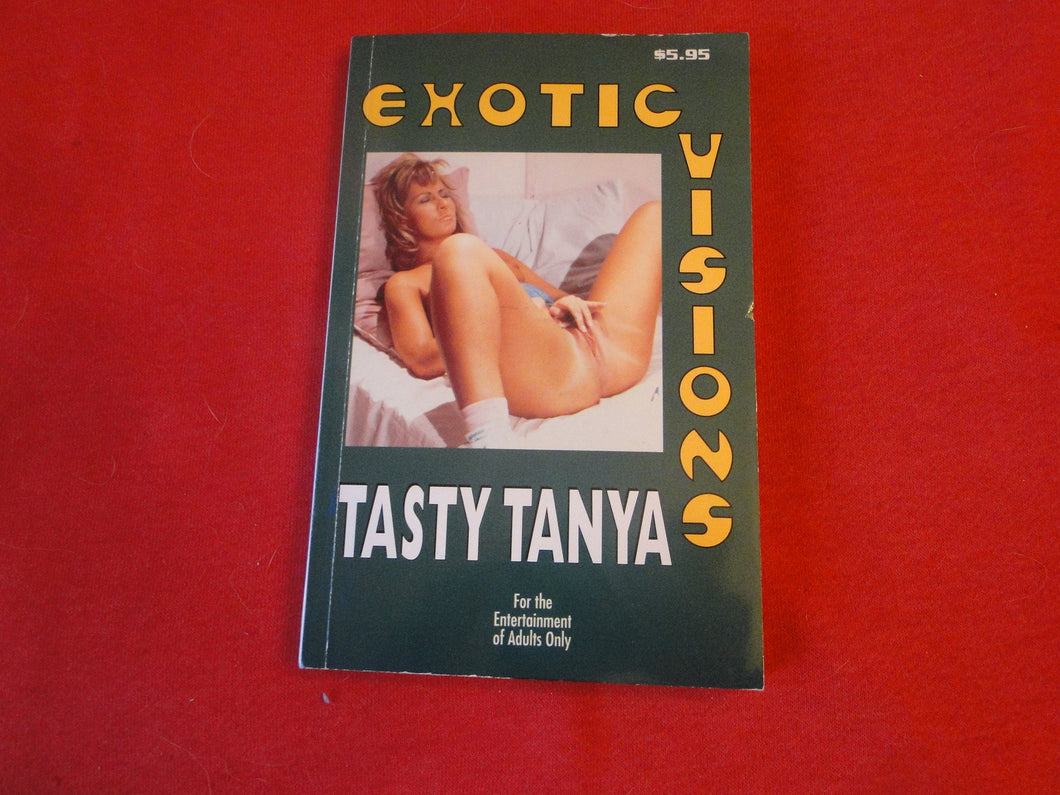 $5.95
EXOTIC
VISIONS
TASTY TANYA
For the
Entertainment
of Adults Only